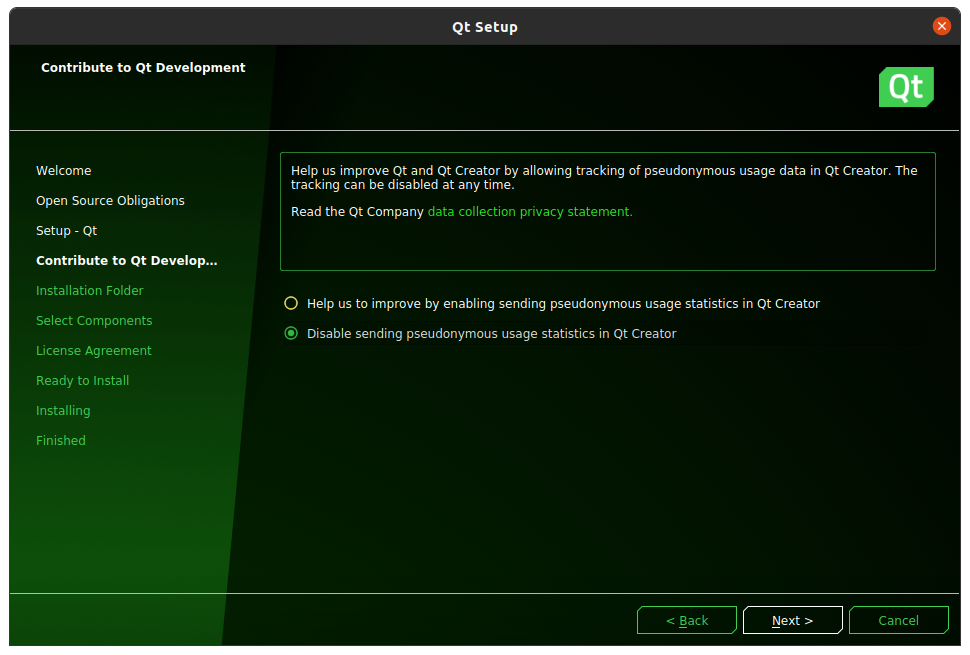 Qt Setup
Contribute to Qt Development
Qt
Welcome
Open Source Obligations
Setup - Qt
Contribute to Qt Develop...
Installation Folder
Select Components
License Agreement
Ready to Install
Installing
Finished
Help us improve Qt and Qt Creator by allowing tracking of pseudonymous usage data in Qt Creator. The
tracking can be disabled at any time.
Read the Qt Company data collection privacy statement.
Help us to improve by enabling sending pseudonymous usage statistics in Qt Creator
Disable sending pseudonymous usage statistics in Qt Creator
< Back
Next >
Cancel